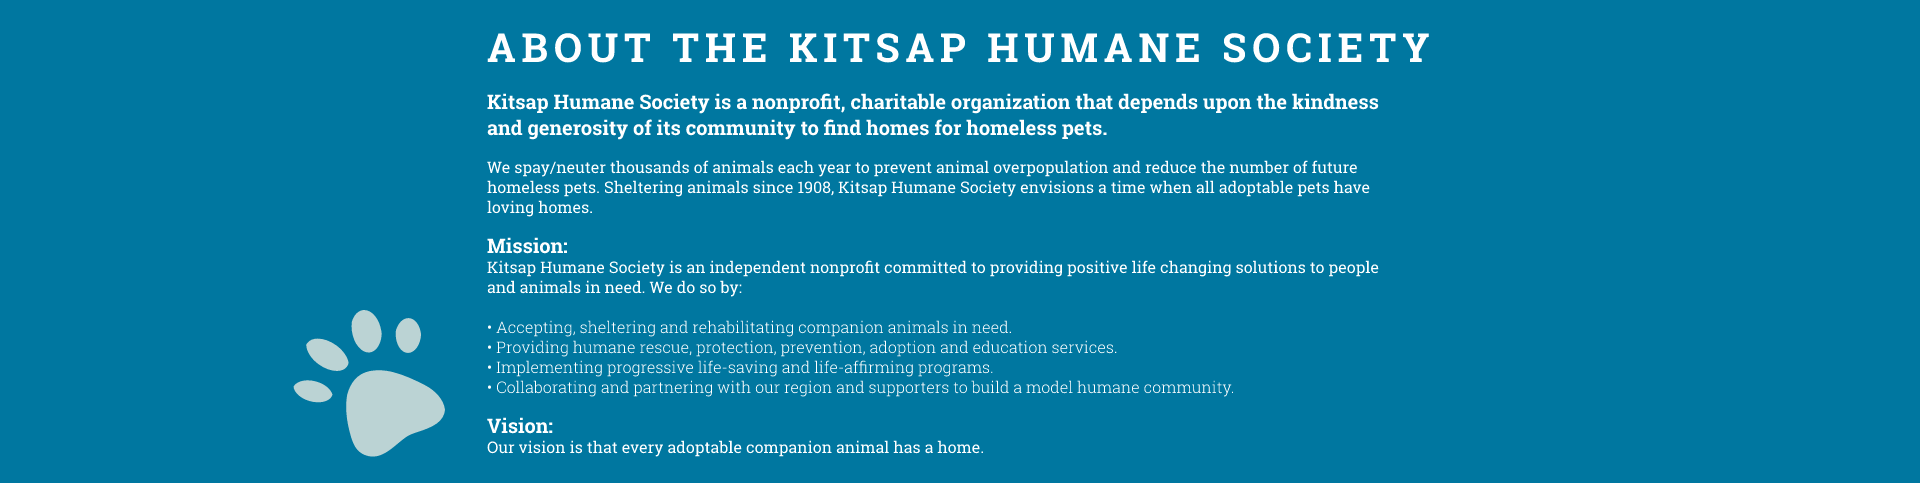 ABOUT THE KITSAP HUMANE SOCIETY
Kitsap Humane Society is a nonprofit, charitable organization that depends upon the kindness
and generosity of its community to find homes for homeless pets.
We spay/neuter thousands of animals each year to prevent animal overpopulation and reduce the number of future
homeless pets. Sheltering animals since 1908, Kitsap Humane Society envisions a time when all adoptable pets have
loving homes.
Mission:
Kitsap Humane Society is an independent nonprofit committed to providing positive life changing solutions to people
and animals in need. We do so by:
• Accepting, sheltering and rehabilitating companion animals in need.
• Providing humane rescue, protection, prevention, adoption and education services.
• Implementing progressive life-saving and life-affirming programs.
• Collaborating and partnering with our region and supporters to build a model humane community.
Vision:
Our vision is that every adoptable companion animal has a home.